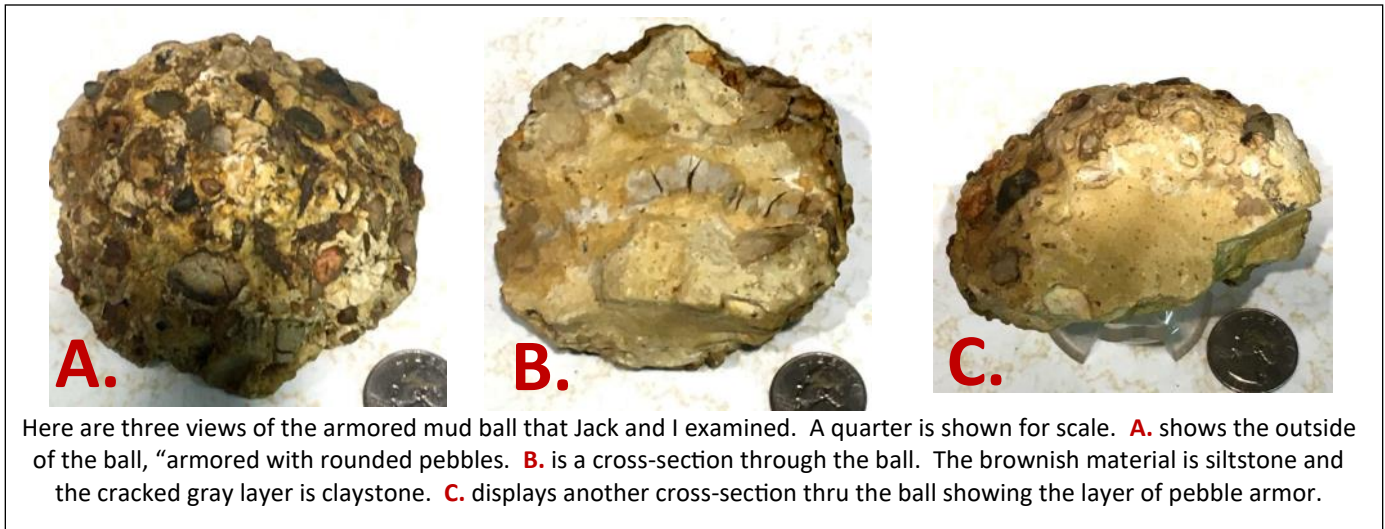 A.
B.
C.
Here are three views of the armored mud ball that Jack and I examined.  A quarter is shown for scale.  A. shows the outside
of the ball, “armored with rounded pebbles.  B. is a cross-section through the ball.  The brownish material is siltstone and
the cracked gray layer is claystone.  C. displays another cross-section thru the ball showing the layer of pebble armor.